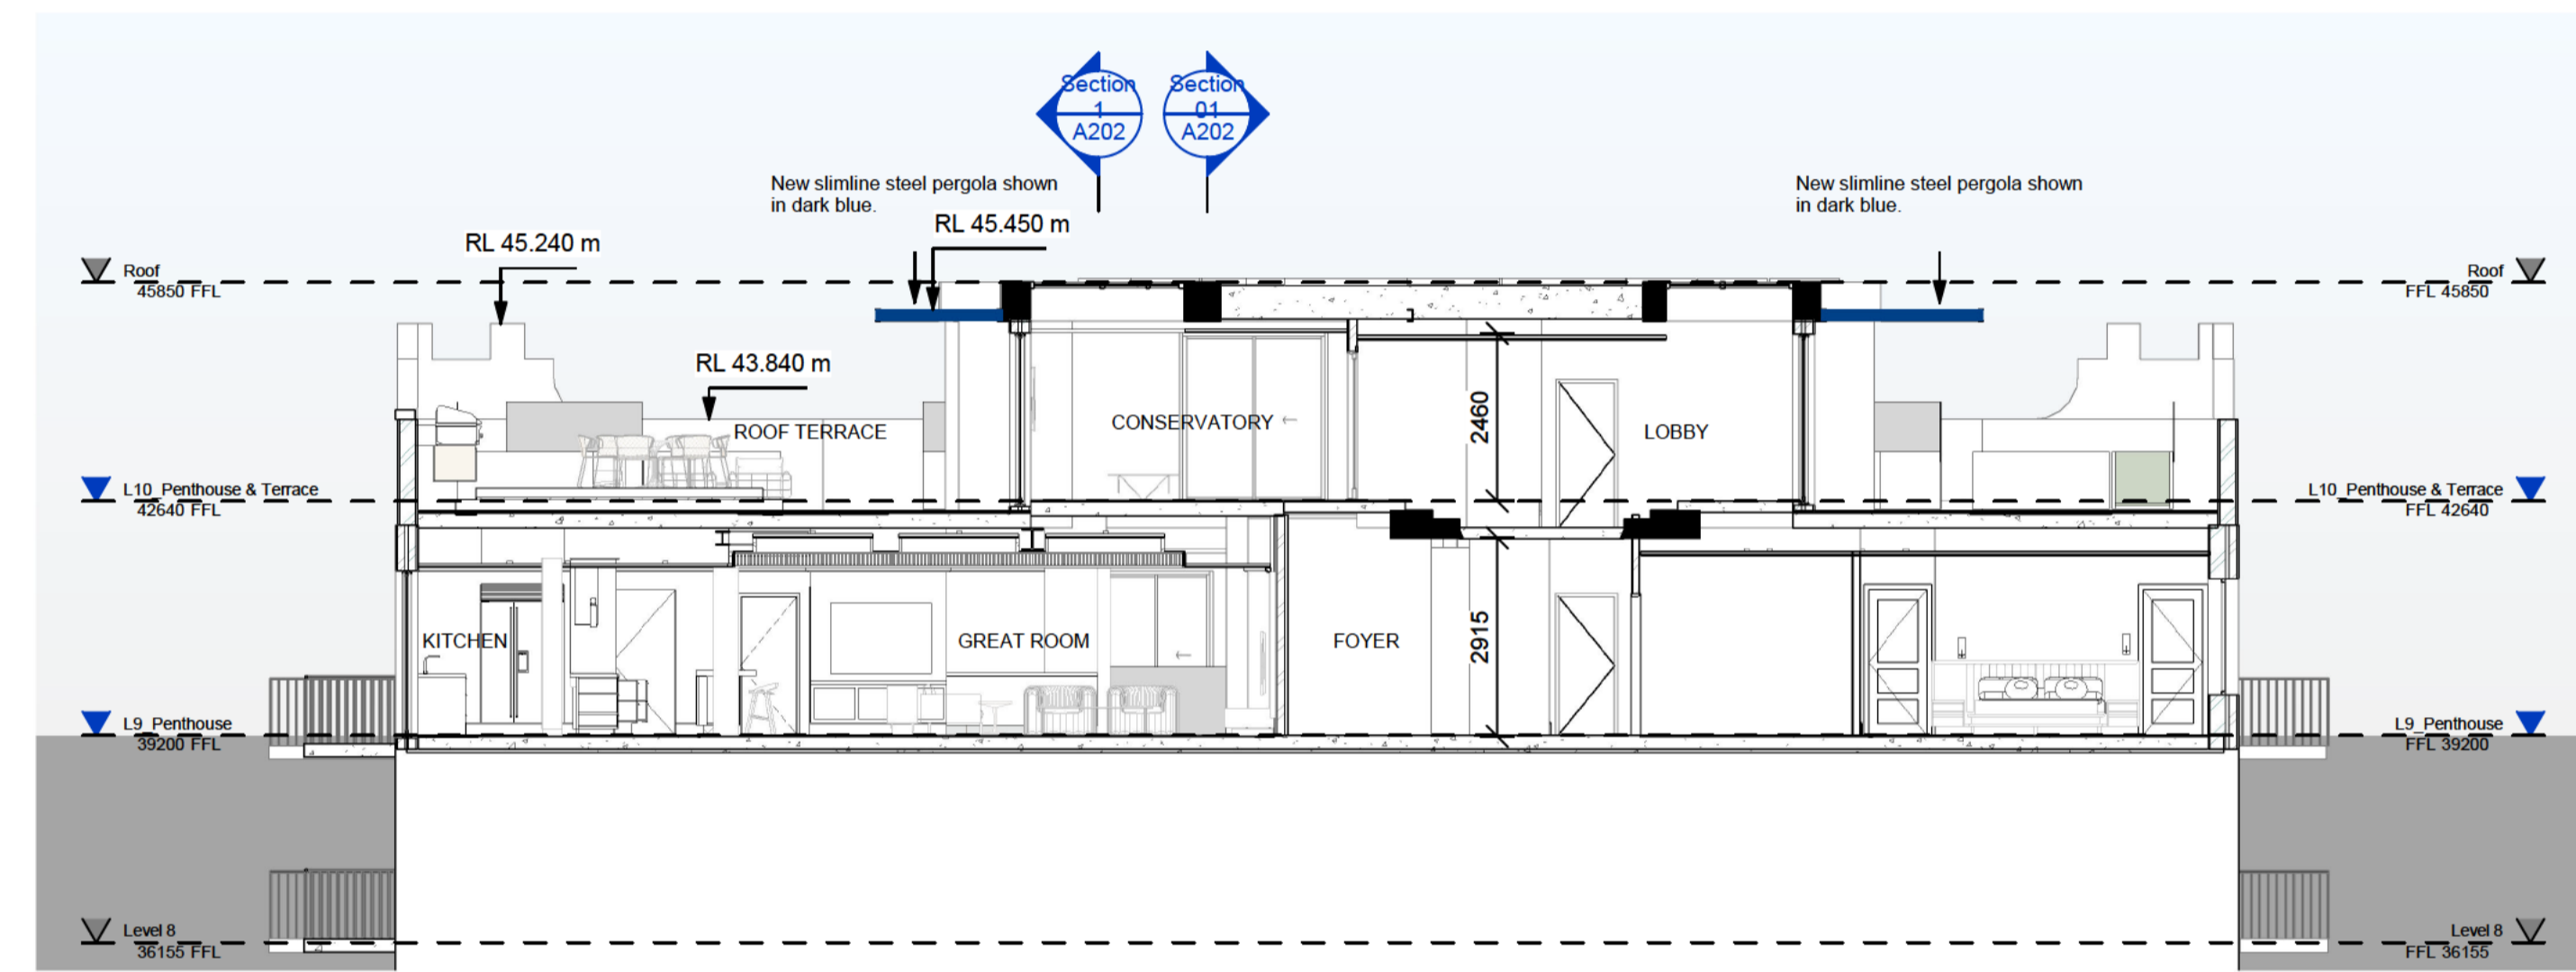 Section
1
A202
Section
01
A202
New slimline steel pergola shown
in dark blue.
New slimline steel pergola shown
in dark blue.
RL 45.450 m
RL 45.240 m
Roof
45850 FFL
Roof
FFL 45850
RL 43.840 m
2460
CONSERVATORY
ROOF TERRACE
LOBBY
L10_Penthouse & Terrace
42640 FFL
L10_Penthouse & Terrace
FFL 42640
2915
KITCHEN
GREAT ROOM
FOYER
L9_Penthouse
39200 FFL
L9_Penthouse
FFL 39200
Level 8
36155 FFL
Level 8
FFL 36155